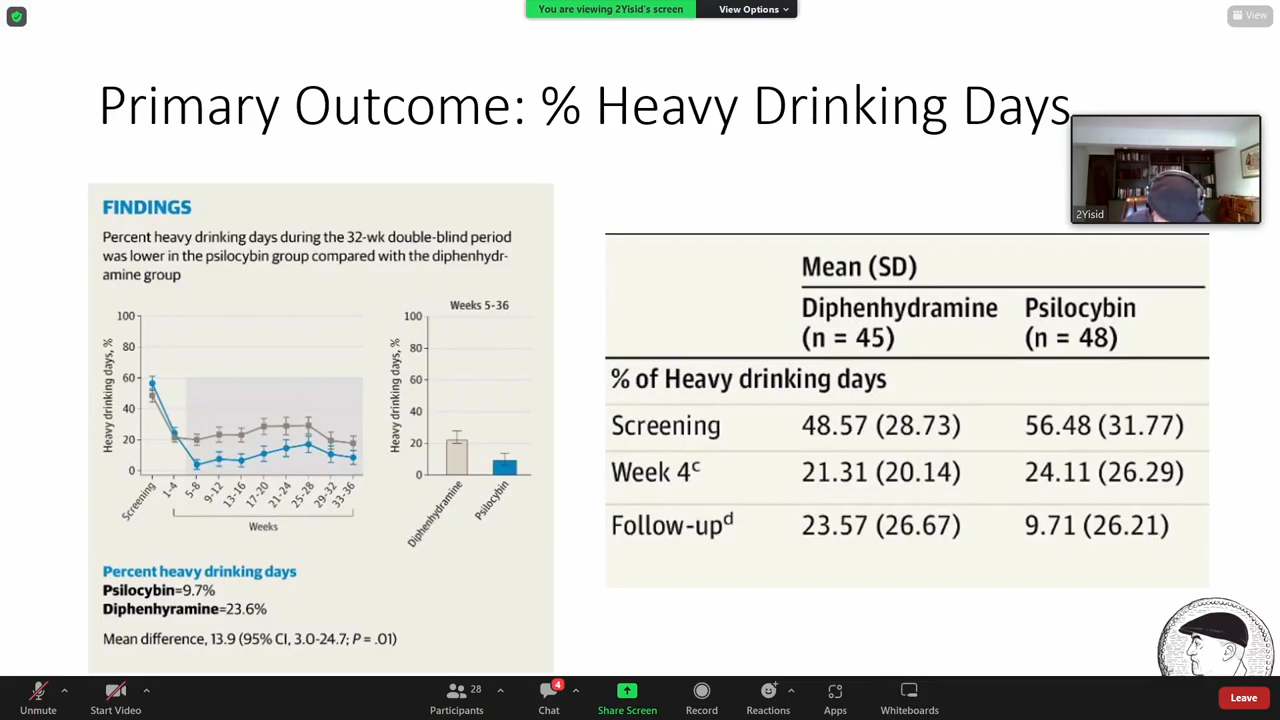 You are viewing 2Yisid's screen
View Options
View
Primary Outcome: % Heavy Drinking Days
2Yisid
FINDINGS
Percent heavy drinking days during the 32-wk double-blind period
was lower in the psilocybin group compared with the diphenhydr-
amine group
Heavy drinking days, %
100
80
60
40
20
0
Screening
1-4
5-8
9-12
13-16
17-20
21-24
25-28
29-32
33-36
Weeks
Weeks 5-36
Heavy drinking days, %
100
80
60
40
20
0
Diphenhydramine
Psilocybin
Percent heavy drinking days
Psilocybin=9.7%
Diphenhyramine=23.6%
Mean difference, 13.9 (95% CI, 3.0-24.7; P = .01)
Mean (SD)
Diphenhydramine Psilocybin
(n = 45) (n = 48)
% of Heavy drinking days
Screening 48.57 (28.73) 56.48 (31.77)
Week 4c 21.31 (20.14) 24.11 (26.29)
Follow-upd 23.57 (26.67) 9.71 (26.21)
Unmute
Start Video
28
Participants
4
Chat
Share Screen
Record
Reactions
Apps
Whiteboards
Leave